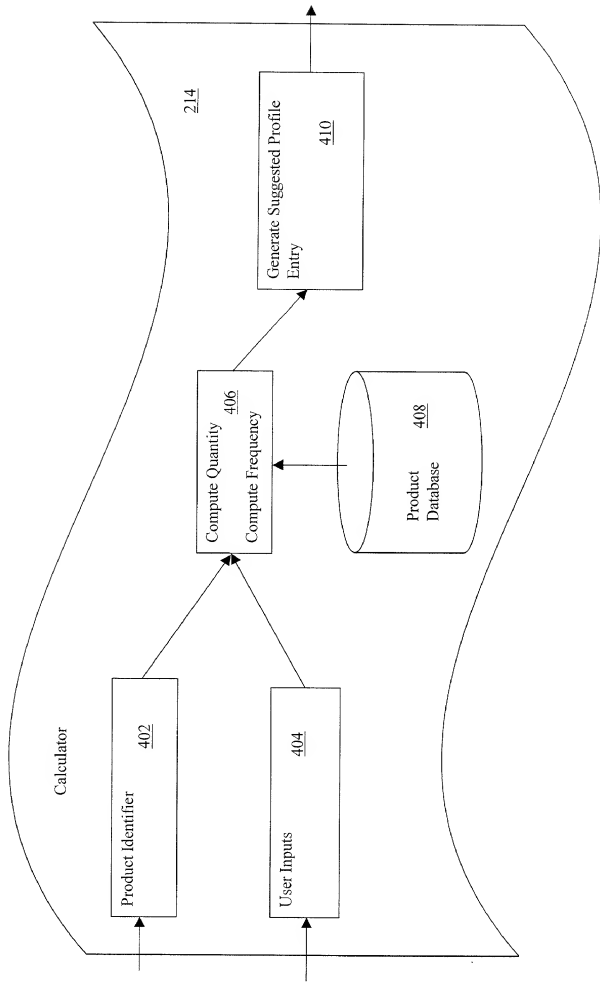 Calculator
214
Product Identifier
402
User Inputs
404
Compute Quantity
406
Compute Frequency
Product
Database
408
Generate Suggested Profile
Entry
410